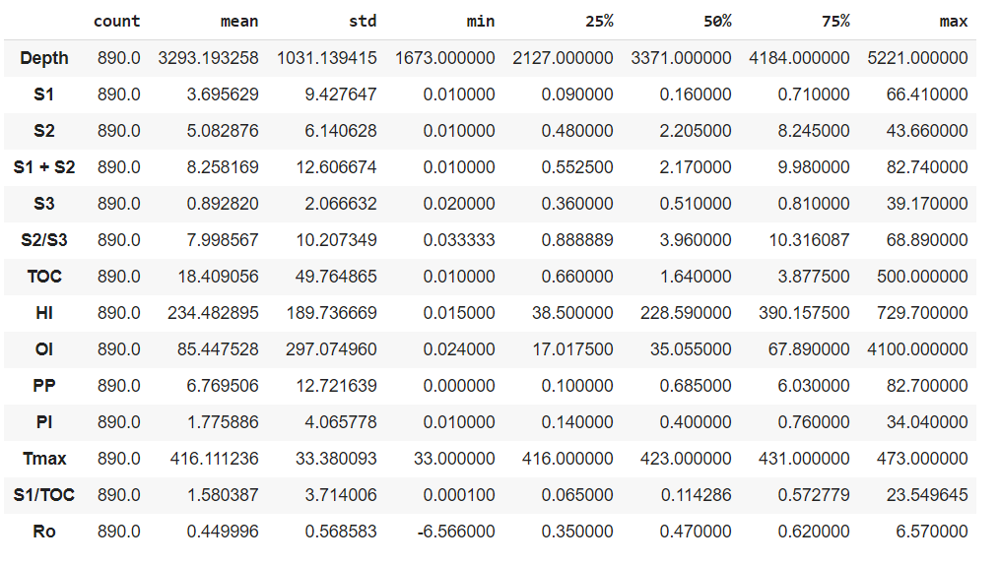 count mean std min 25% 50% 75% max
Depth 890.0 3293.193258 1031.139415 1673.000000 2127.000000 3371.000000 4184.000000 5221.000000
S1 890.0 3.695629 9.427647 0.010000 0.090000 0.160000 0.710000 66.410000
S2 890.0 5.082876 6.140628 0.010000 0.480000 2.205000 8.245000 43.660000
S1 + S2 890.0 8.258169 12.606674 0.010000 0.552500 2.170000 9.980000 82.740000
S3 890.0 0.892820 2.066632 0.020000 0.360000 0.510000 0.810000 39.170000
S2/S3 890.0 7.998567 10.207349 0.033333 0.888889 3.960000 10.316087 68.890000
TOC 890.0 18.409056 49.764865 0.010000 0.660000 1.640000 3.877500 500.000000
HI 890.0 234.482895 189.736669 0.015000 38.500000 228.590000 390.157500 729.700000
OI 890.0 85.447528 297.074960 0.024000 17.017500 35.055000 67.890000 4100.000000
PP 890.0 6.769506 12.721639 0.000000 0.100000 0.685000 6.030000 82.700000
PI 890.0 1.775886 4.065778 0.010000 0.140000 0.400000 0.760000 34.040000
Tmax 890.0 416.111236 33.380093 33.000000 416.000000 423.000000 431.000000 473.000000
S1/TOC 890.0 1.580387 3.714006 0.000100 0.065000 0.114286 0.572779 23.549645
Ro 890.0 0.449996 0.568583 -6.566000 0.350000 0.470000 0.620000 6.570000